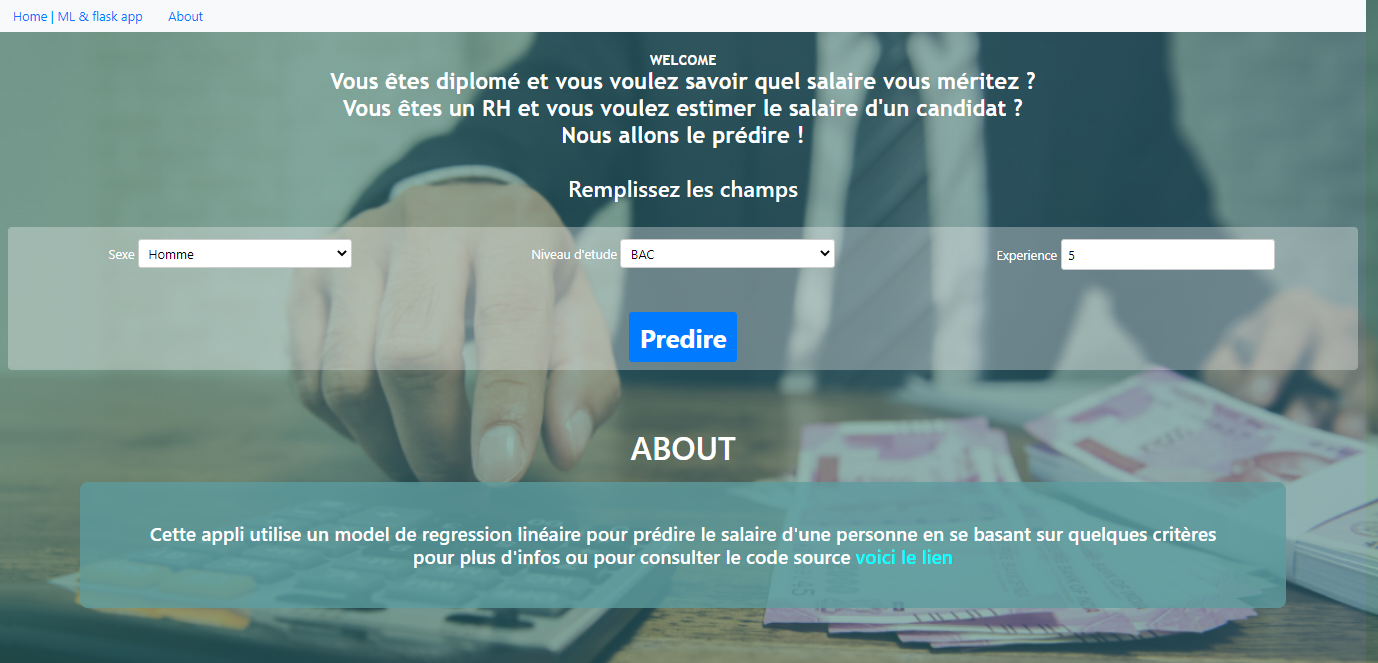 Home | ML & flask app About
WELCOME
Vous êtes diplomé et vous voulez savoir quel salaire vous méritez ?
Vous êtes un RH et vous voulez estimer le salaire d'un candidat ?
Nous allons le prédire !
Remplissez les champs
Sexe Homme Niveau d'etude BAC Experience 5
Predire
ABOUT
Cette appli utilise un model de regression linéaire pour prédire le salaire d'une personne en se basant sur quelques critères
pour plus d'infos ou pour consulter le code source voici le lien